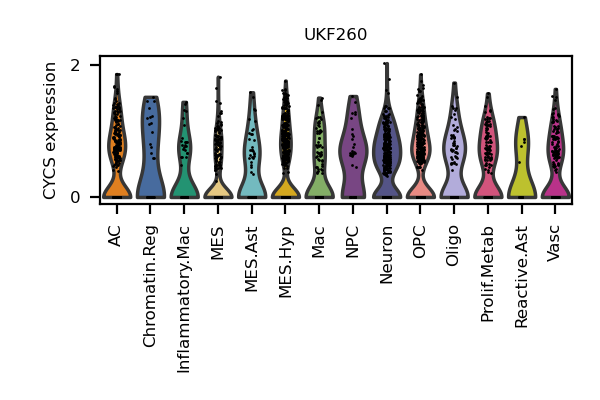 UKF260
CYCS expression
2
0
AC
Chromatin.Reg
Inflammatory.Mac
MES
MES.Ast
MES.Hyp
Mac
NPC
Neuron
OPC
Oligo
Prolif.Metab
Reactive.Ast
Vasc